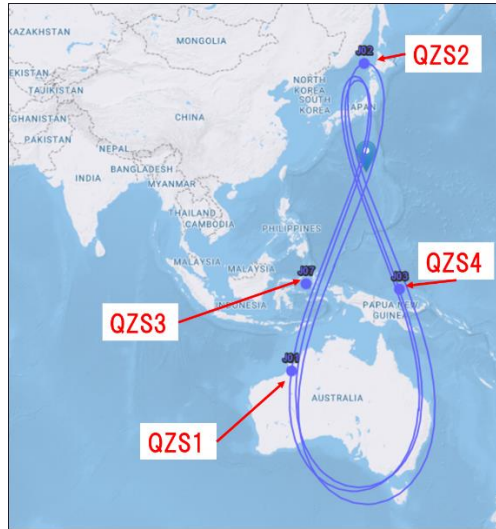 KAZAKHSTAN
MONGOLIA
J02
QZS2
EKISTAN
TAJIKISTAN
NORTH
KOREA
SOUTH
KOREA
JAPAN
GHANISTAN
PAKISTAN
CHINA
NEPAL
BANGLADESH
INDIA
MYANMAR
THAILAND
CAMBODIA
PHILIPPINES
QZS4
MALAYSIA
MALAYSIA
J07
J03
QZS3
INDONESIA
PAPUA NEW
GUINEA
J01
AUSTRALIA
QZS1